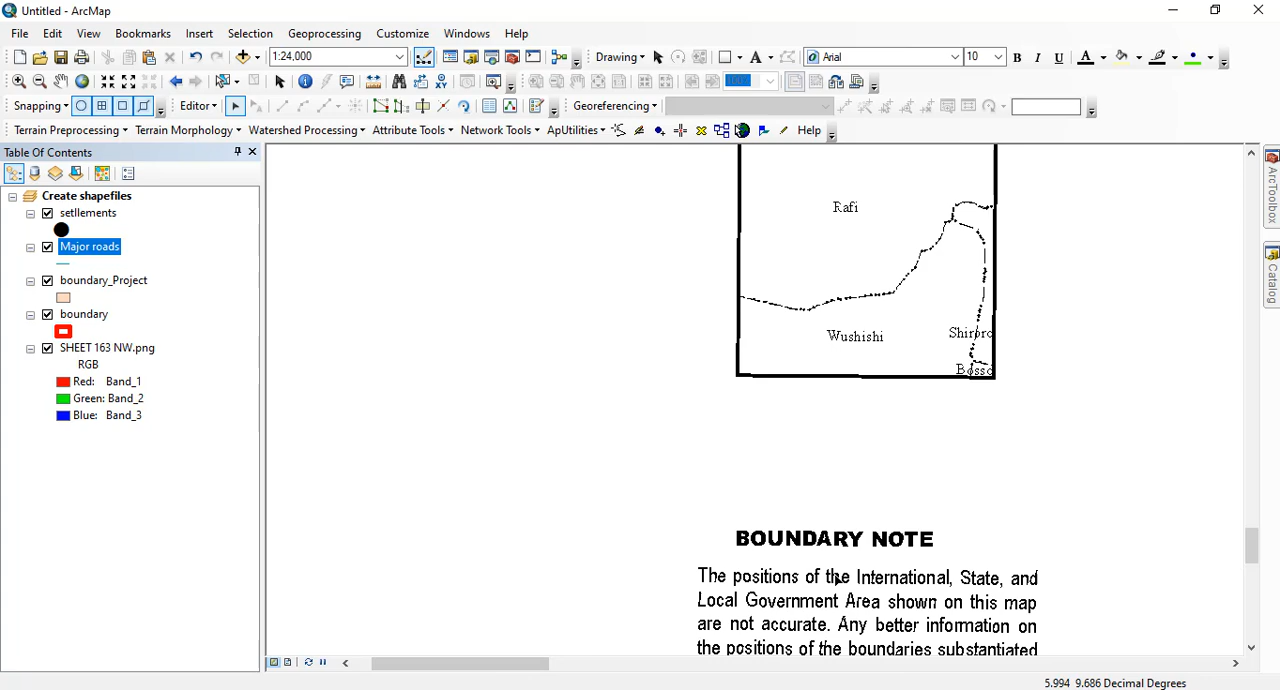 Untitled - ArcMap
File Edit View Bookmarks Insert Selection Geoprocessing Customize Windows Help
1:24,000 Drawing Arial 10 B I U A
100%
Snapping Editor Georeferencing
Terrain Preprocessing Terrain Morphology Watershed Processing Attribute Tools Network Tools ApUtilities Help
Table Of Contents
Create shapefiles
setllements
Major roads
boundary_Project
boundary
SHEET 163 NW.png
RGB
Red: Band_1
Green: Band_2
Blue: Band_3
Rafi
Wushishi
Shiroro
Bosso
BOUNDARY NOTE
The positions of the International, State, and
Local Government Area shown on this map
are not accurate. Any better information on
the positions of the boundaries substantiated
ArcToolbox
Catalog
5.994 9.686 Decimal Degrees